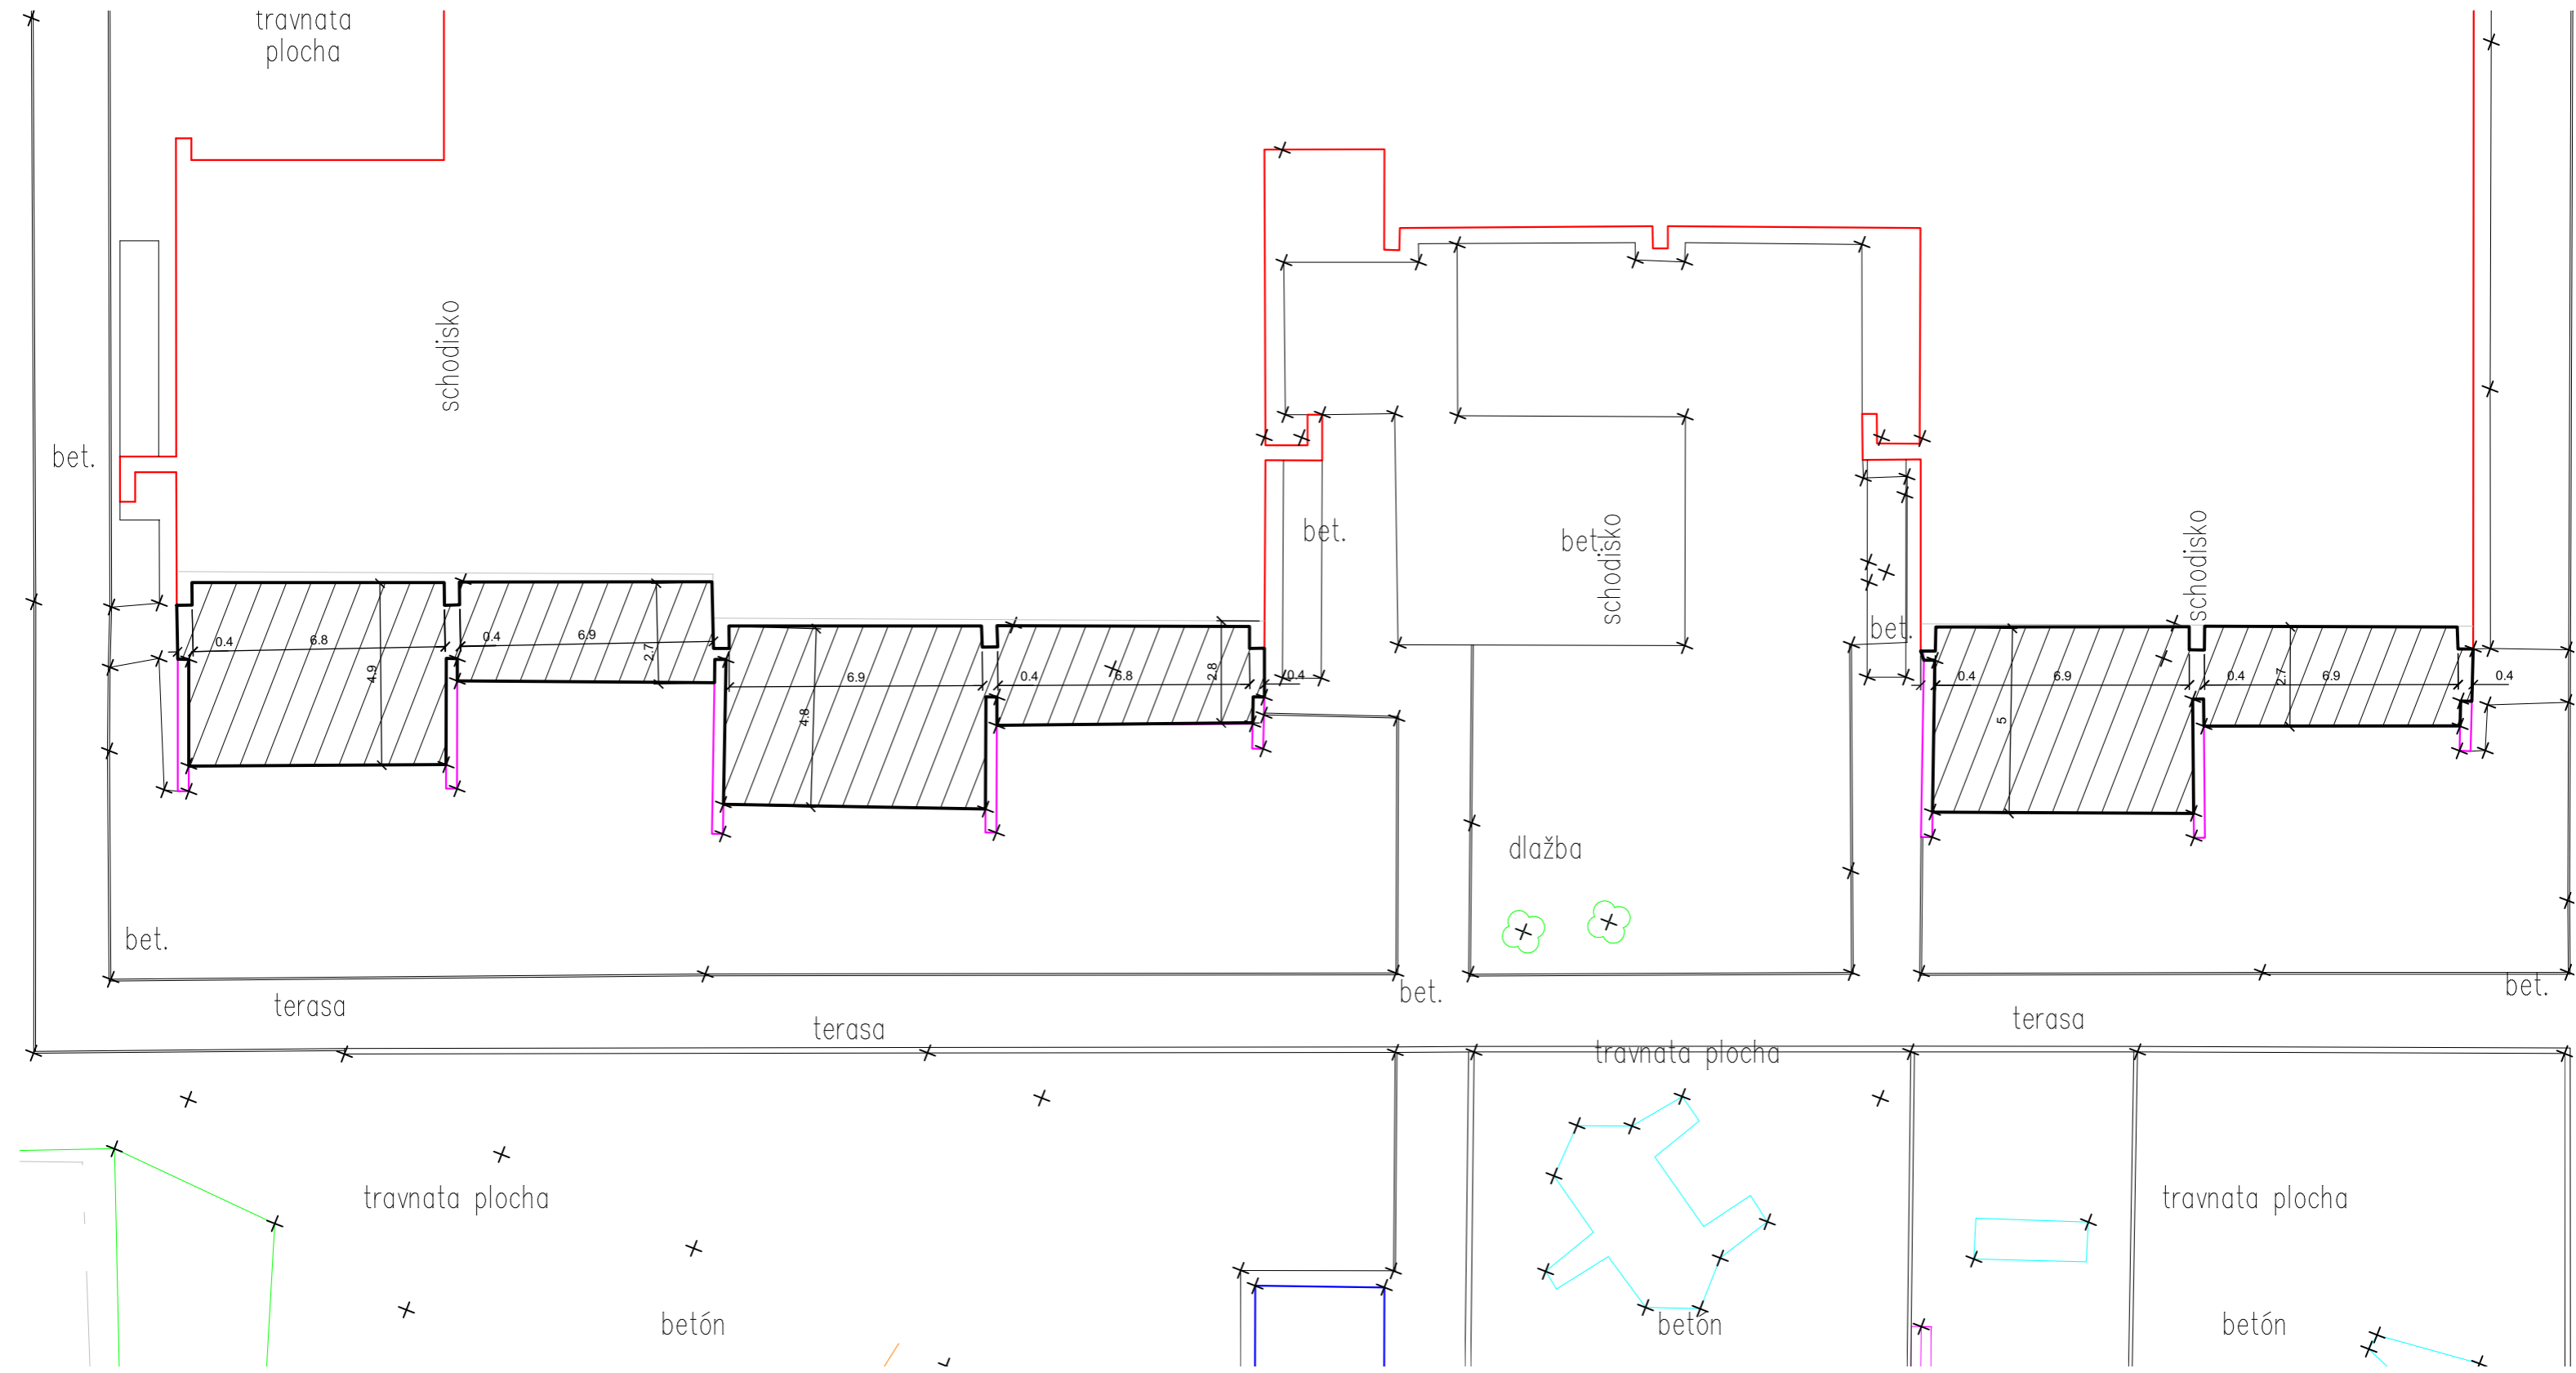 travnata
plocha
schodisko
bet.
bet.
bet.
schodisko
schodisko
bet.
0.4
6.8
4.9
0.4
6.9
2.7
6.9
4.8
0.4
6.8
2.8
0.4
0.4
6.9
5
0.4
6.9
2.7
0.4
dlažba
bet.
bet.
bet.
terasa
terasa
terasa
travnata plocha
travnata plocha
travnata plocha
betón
betón
betón